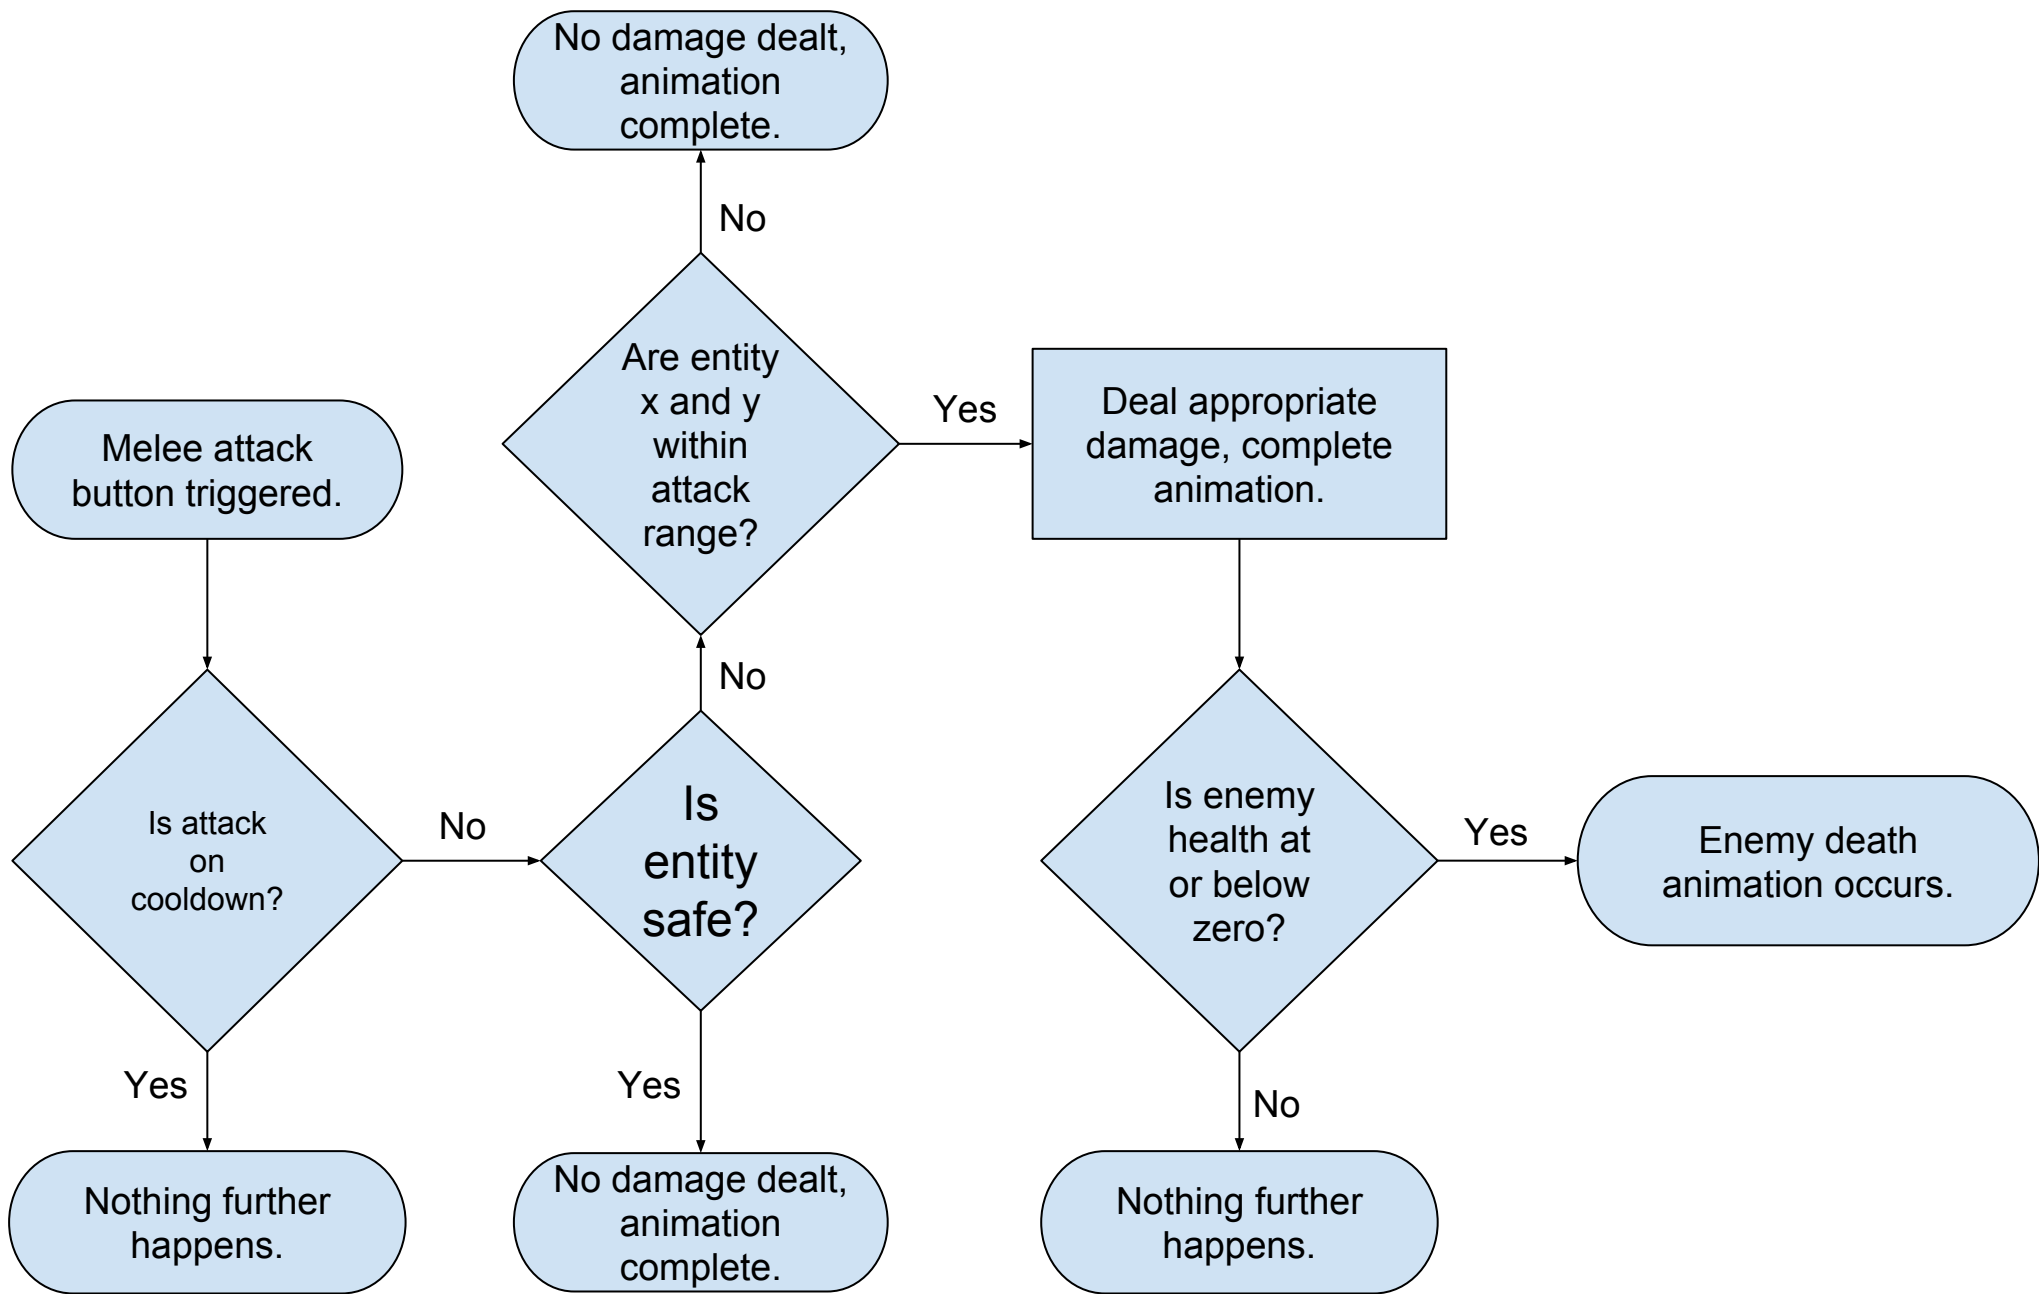 No damage dealt,
animation
complete.
No
Are entity
x and y
within
attack
range?
Yes
Deal appropriate
damage, complete
animation.
Melee attack
button triggered.
No
Is attack
on
cooldown?
No
Is
entity
safe?
Is enemy
health at
or below
zero?
Yes
Enemy death
animation occurs.
Yes
Yes
No
Nothing further
happens.
No damage dealt,
animation
complete.
Nothing further
happens.